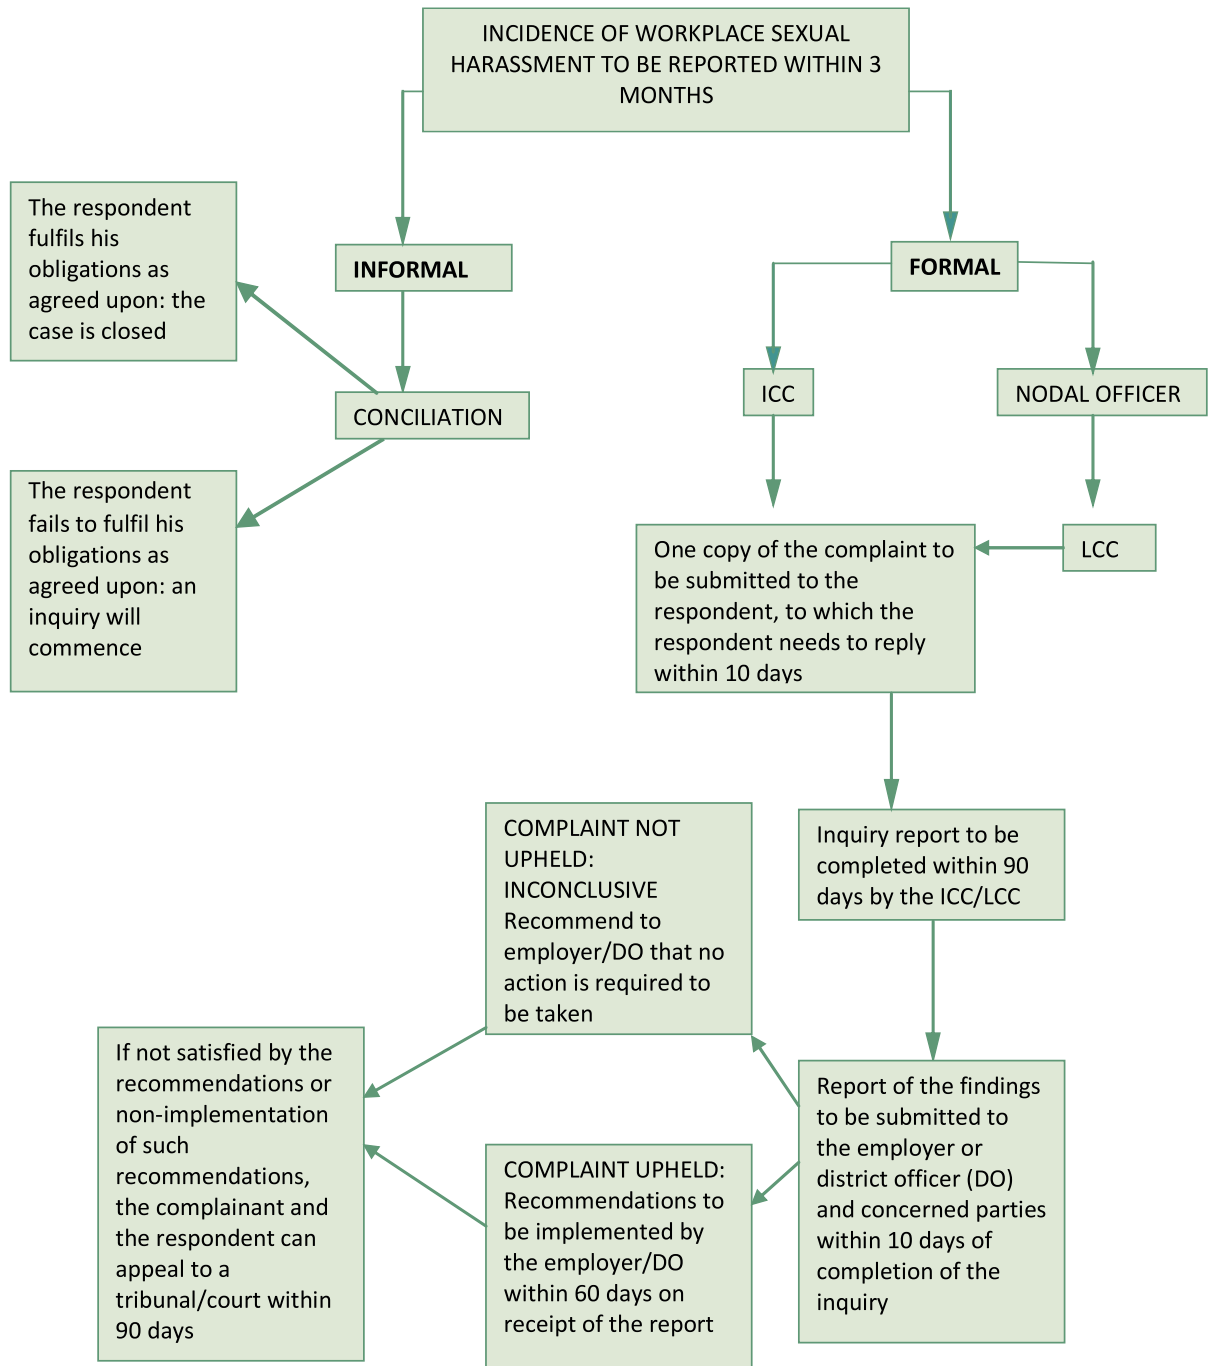 INCIDENCE OF WORKPLACE SEXUAL
HARASSMENT TO BE REPORTED WITHIN 3
MONTHS
The respondent
fulfils his
obligations as
agreed upon: the
case is closed
INFORMAL
FORMAL
ICC
NODAL OFFICER
CONCILIATION
The respondent
fails to fulfil his
obligations as
agreed upon: an
inquiry will
commence
One copy of the complaint to
be submitted to the
respondent, to which the
respondent needs to reply
within 10 days
LCC
COMPLAINT NOT
UPHELD:
INCONCLUSIVE
Recommend to
employer/DO that no
action is required to
be taken
Inquiry report to be
completed within 90
days by the ICC/LCC
If not satisfied by the
recommendations or
non-implementation
of such
recommendations,
the complainant and
the respondent can
appeal to a
tribunal/court within
90 days
COMPLAINT UPHELD:
Recommendations to
be implemented by
the employer/DO
within 60 days on
receipt of the report
Report of the findings
to be submitted to
the employer or
district officer (DO)
and concerned parties
within 10 days of
completion of the
inquiry